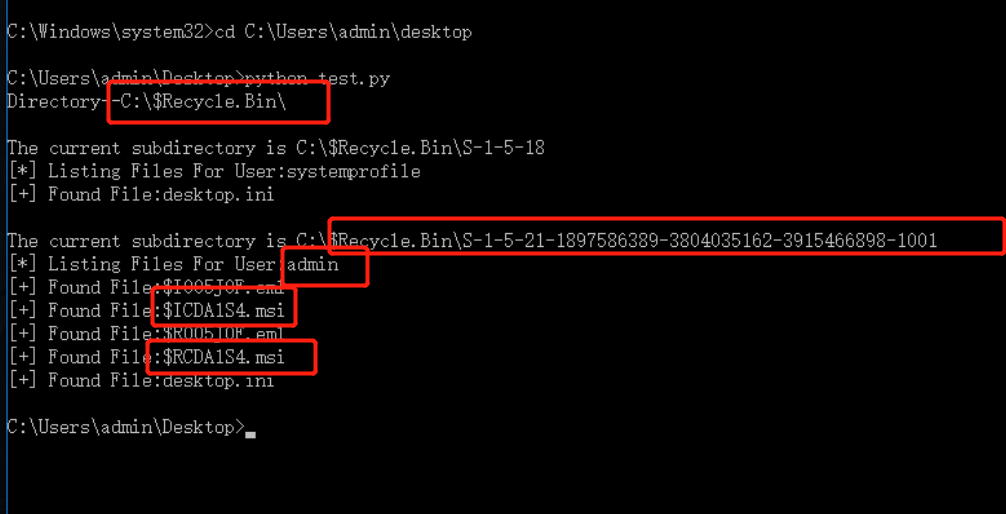 C:\Windows\system32>cd C:\Users\admin\desktop
C:\Users\admin\Desktop>python test.py
Directory--C:\$Recycle.Bin\
The current subdirectory is C:\$Recycle.Bin\S-1-5-18
[*] Listing Files For User:systemprofile
[+] Found File:desktop.ini
The current subdirectory is C:\$Recycle.Bin\S-1-5-21-1897586389-3804035162-3915466898-1001
[*] Listing Files For User:admin
[+] Found File:$IO05JOE.eml
[+] Found File:$ICDA1S4.msi
[+] Found File:$RO05JOE.eml
[+] Found File:$RCDA1S4.msi
[+] Found File:desktop.ini
C:\Users\admin\Desktop>